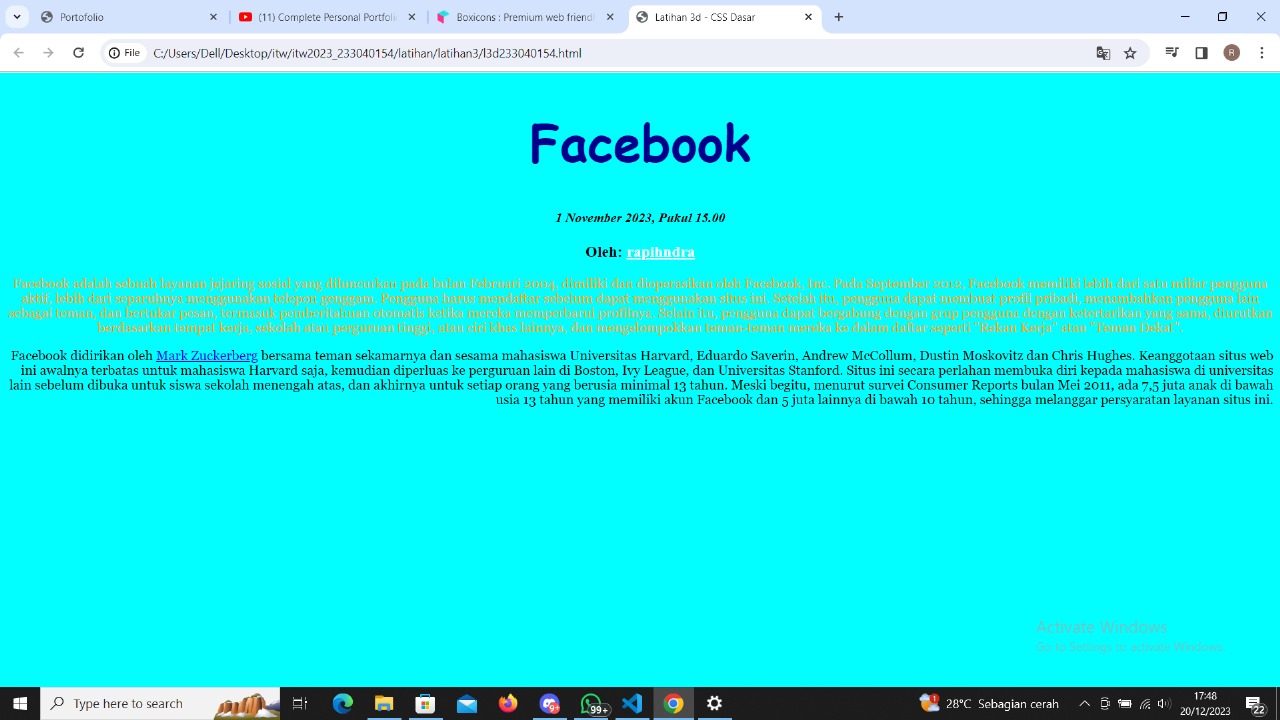 Portofolio
(11) Complete Personal Portfolio
Boxicons : Premium web friendl
Latihan 3d - CSS Dasar
File
C:/Users/Dell/Desktop/itw/itw2023_233040154/latihan/latihan3/l3d233040154.html
R
Facebook
1 November 2023, Pukul 15.00
Oleh: rapihndra
Facebook adalah sebuah layanan jejaring sosial yang diluncurkan pada bulan Februari 2004, dimiliki dan dioperasikan oleh Facebook, Inc. Pada September 2012, Facebook memiliki lebih dari satu miliar pengguna
aktif, lebih dari separuhnya menggunakan telepon genggam. Pengguna harus mendaftar sebelum dapat menggunakan situs ini. Setelah itu, pengguna dapat membuat profil pribadi, menambahkan pengguna lain
sebagai teman, dan bertukar pesan, termasuk pemberitahuan otomatis ketika mereka memperbarui profilnya. Selain itu, pengguna dapat bergabung dengan grup pengguna dengan ketertarikan yang sama, diurutkan
berdasarkan tempat kerja, sekolah atau perguruan tinggi, atau ciri khas lainnya, dan mengelompokkan teman-teman mereka ke dalam daftar seperti "Rekan Kerja" atau "Teman Dekat".
Facebook didirikan oleh Mark Zuckerberg bersama teman sekamarnya dan sesama mahasiswa Universitas Harvard, Eduardo Saverin, Andrew McCollum, Dustin Moskovitz dan Chris Hughes. Keanggotaan situs web
ini awalnya terbatas untuk mahasiswa Harvard saja, kemudian diperluas ke perguruan lain di Boston, Ivy League, dan Universitas Stanford. Situs ini secara perlahan membuka diri kepada mahasiswa di universitas
lain sebelum dibuka untuk siswa sekolah menengah atas, dan akhirnya untuk setiap orang yang berusia minimal 13 tahun. Meski begitu, menurut survei Consumer Reports bulan Mei 2011, ada 7,5 juta anak di bawah
usia 13 tahun yang memiliki akun Facebook dan 5 juta lainnya di bawah 10 tahun, sehingga melanggar persyaratan layanan situs ini.
Activate Windows
Go to Settings to activate Windows.
Type here to search
99+
1
28°C Sebagian cerah
17:48
20/12/2023
22